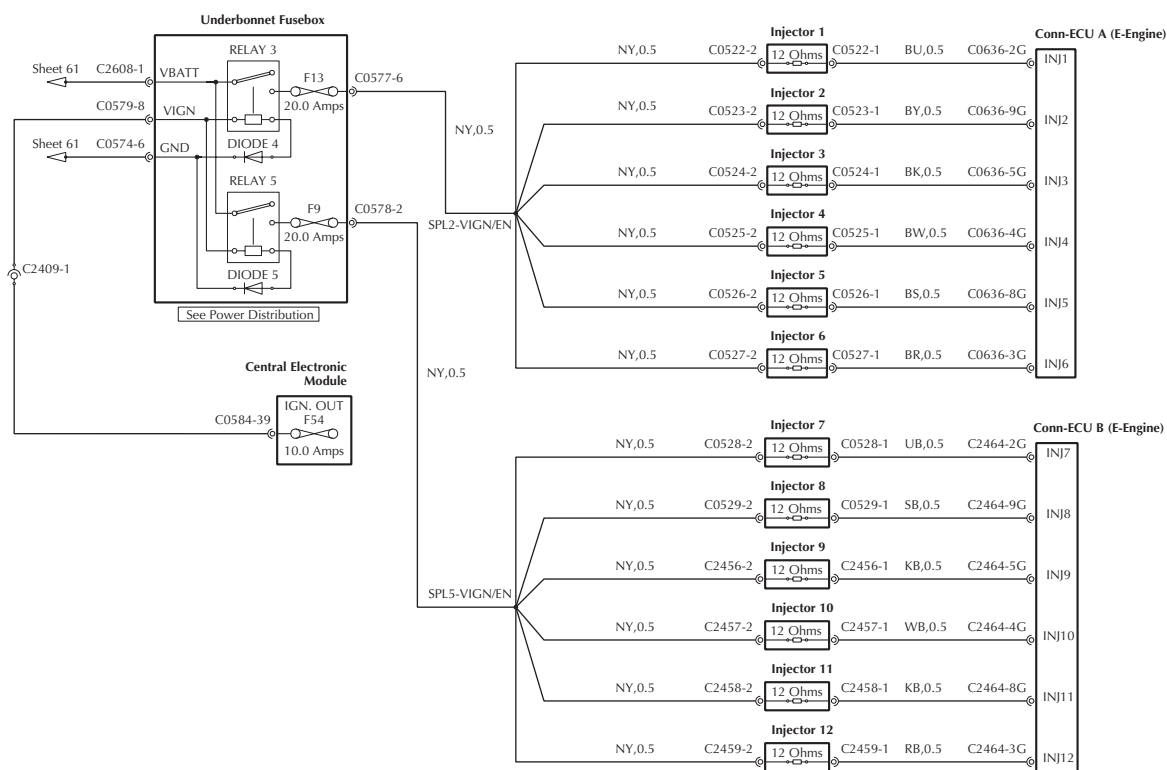 Underbonnet Fusebox
RELAY 3
Sheet 61
C2608-1
VBATT
F13
20.0 Amps
C0577-6
C0579-8
VIGN
Sheet 61
C0574-6
GND
DIODE 4
RELAY 5
F9
20.0 Amps
C0578-2
DIODE 5
See Power Distribution
C2409-1
Central Electronic
Module
IGN. OUT
F54
10.0 Amps
C0584-39
NY,0.5
NY,0.5
SPL2-VIGN/EN
SPL5-VIGN/EN
Conn-ECU A (E-Engine)
Injector 1
NY,0.5 C0522-2 12 Ohms C0522-1 BU,0.5 C0636-2G INJ1
Injector 2
NY,0.5 C0523-2 12 Ohms C0523-1 BY,0.5 C0636-9G INJ2
Injector 3
NY,0.5 C0524-2 12 Ohms C0524-1 BK,0.5 C0636-5G INJ3
Injector 4
NY,0.5 C0525-2 12 Ohms C0525-1 BW,0.5 C0636-4G INJ4
Injector 5
NY,0.5 C0526-2 12 Ohms C0526-1 BS,0.5 C0636-8G INJ5
Injector 6
NY,0.5 C0527-2 12 Ohms C0527-1 BR,0.5 C0636-3G INJ6
Conn-ECU B (E-Engine)
Injector 7
NY,0.5 C0528-2 12 Ohms C0528-1 UB,0.5 C2464-2G INJ7
Injector 8
NY,0.5 C0529-2 12 Ohms C0529-1 SB,0.5 C2464-9G INJ8
Injector 9
NY,0.5 C2456-2 12 Ohms C2456-1 KB,0.5 C2464-5G INJ9
Injector 10
NY,0.5 C2457-2 12 Ohms C2457-1 WB,0.5 C2464-4G INJ10
Injector 11
NY,0.5 C2458-2 12 Ohms C2458-1 KB,0.5 C2464-8G INJ11
Injector 12
NY,0.5 C2459-2 12 Ohms C2459-1 RB,0.5 C2464-3G INJ12